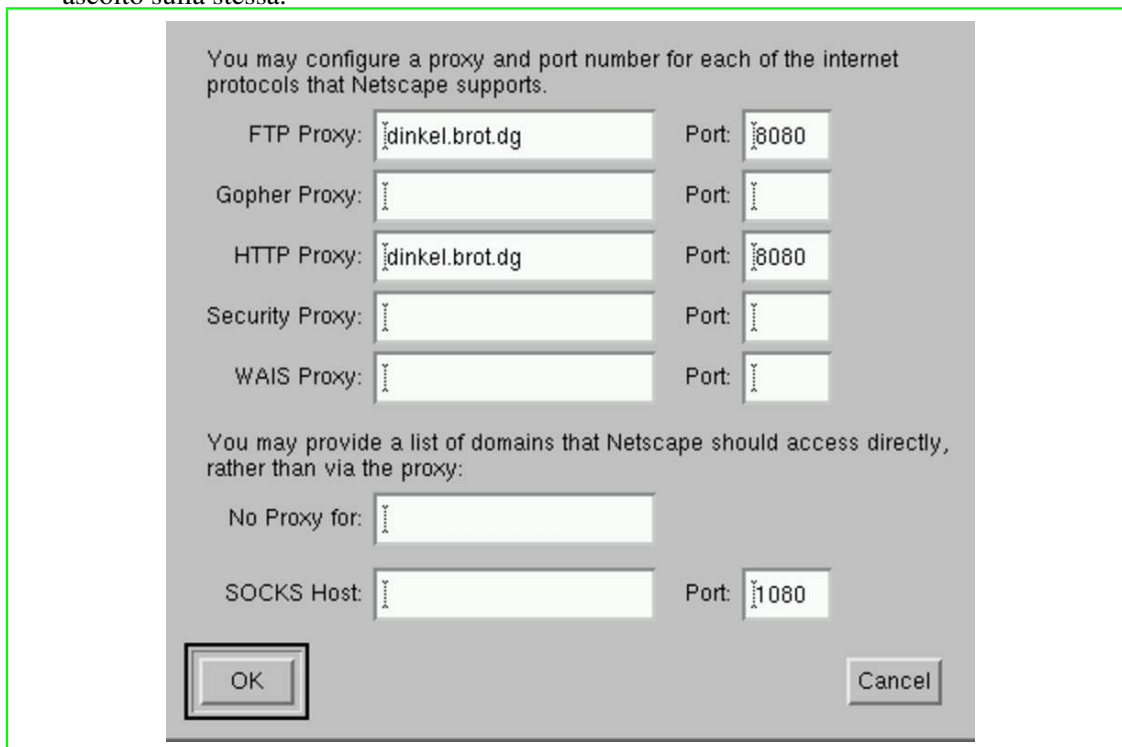 ascolto sulla stessa.
You may configure a proxy and port number for each of the internet
protocols that Netscape supports.
FTP Proxy: dinkel.brot.dg Port: 8080
Gopher Proxy: Port:
HTTP Proxy: dinkel.brot.dg Port: 8080
Security Proxy: Port:
WAIS Proxy: Port:
You may provide a list of domains that Netscape should access directly,
rather than via the proxy:
No Proxy for:
SOCKS Host: Port: 1080
OK Cancel